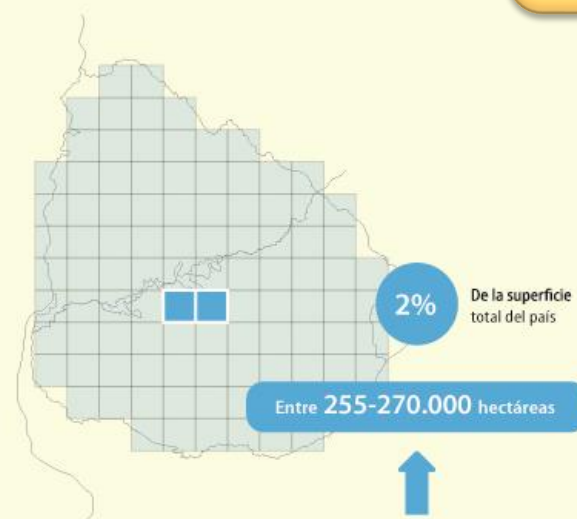 2%
De la superficie
total del país
Entre 255-270.000 hectáreas